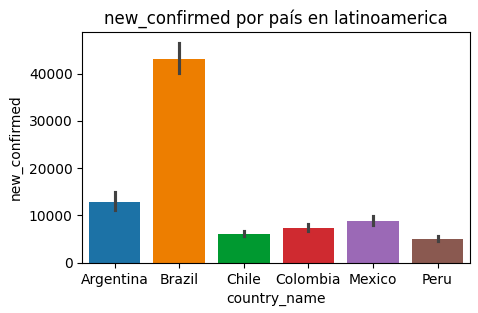 new_confirmed por país en latinoamerica
new_confirmed
40000
30000
20000
10000
0
Argentina Brazil Chile Colombia Mexico Peru
country_name